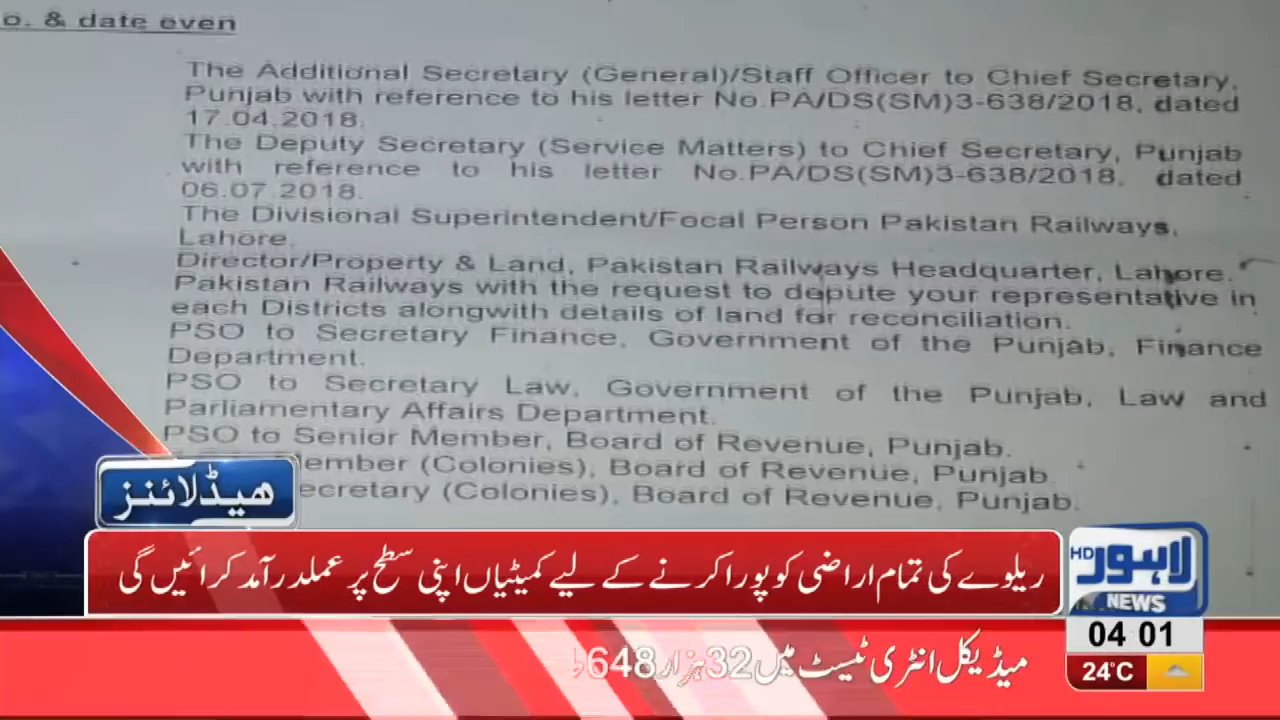 o. & date even
The Additional Secretary (General)/Staff Officer to Chief Secretary,
Punjab with reference to his letter No.PA/DS(SM)3-638/2018, dated
17.04.2018.
The Deputy Secretary (Service Matters) to Chief Secretary, Punjab
with reference to his letter No.PA/DS(SM)3-638/2018, dated
06.07.2018.
The Divisional Superintendent/Focal Person Pakistan Railways,
Lahore.
Director/Property & Land, Pakistan Railways Headquarter, Lahore.
Pakistan Railways with the request to depute your representative in
each Districts alongwith details of land for reconciliation.
PSO to Secretary Finance, Government of the Punjab, Finance
Department.
PSO to Secretary Law, Government of the Punjab, Law and
Parliamentary Affairs Department.
PSO to Senior Member, Board of Revenue, Punjab.
ember (Colonies), Board of Revenue, Punjab
ecretary (Colonies), Board of Revenue, Punjab.
ھیڈلائنز
ریلوے کی تمام اراضی کو پورا کرنے کے لیے کمیٹیاں اپنی سطح پر عملدرآمد کرائیں گی
لاہور HD
NEWS
04 01
24°C
میڈیکل انٹری ٹیسٹ میں 32 ہزار 648